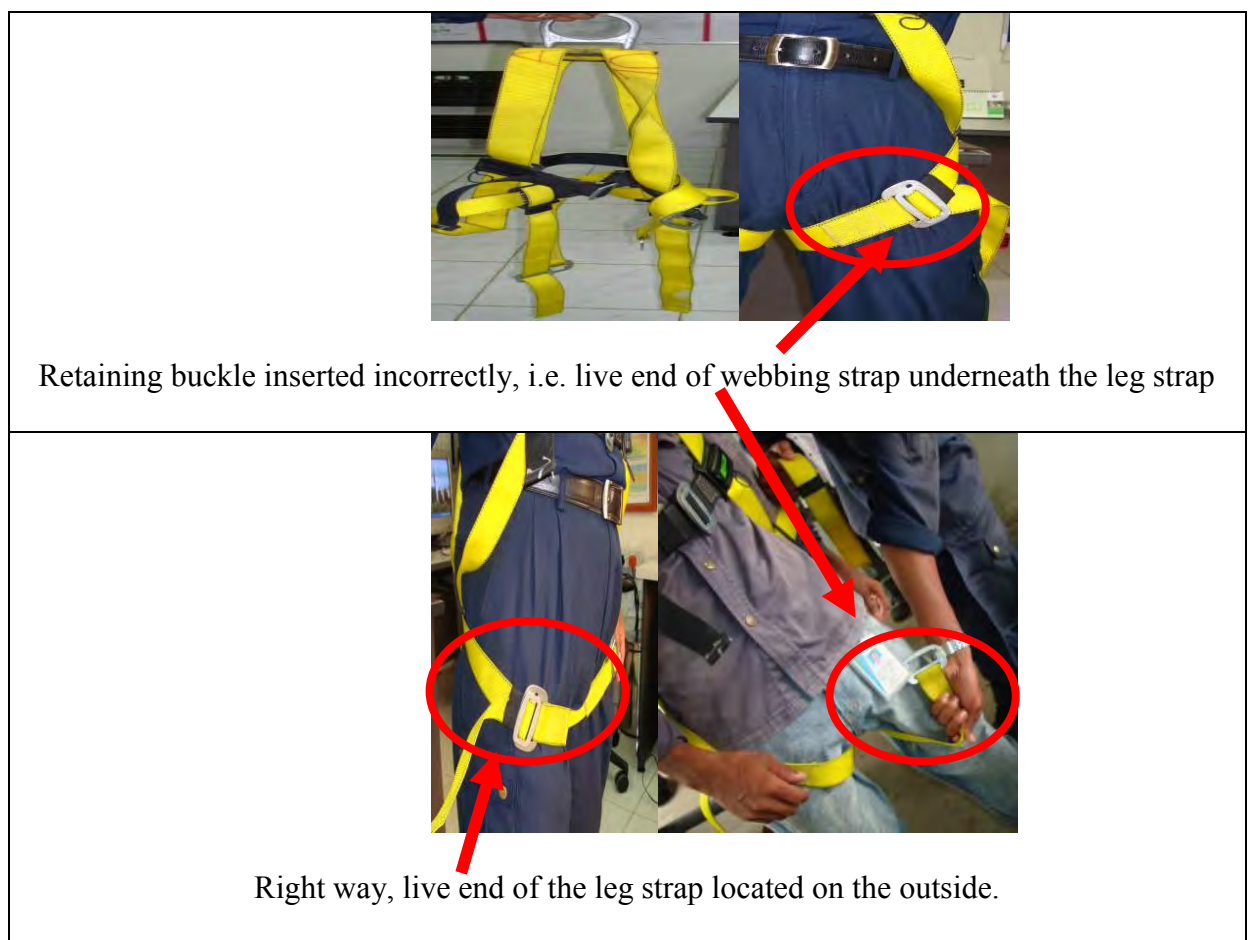 Retaining buckle inserted incorrectly, i.e. live end of webbing strap underneath the leg strap
Right way, live end of the leg strap located on the outside.